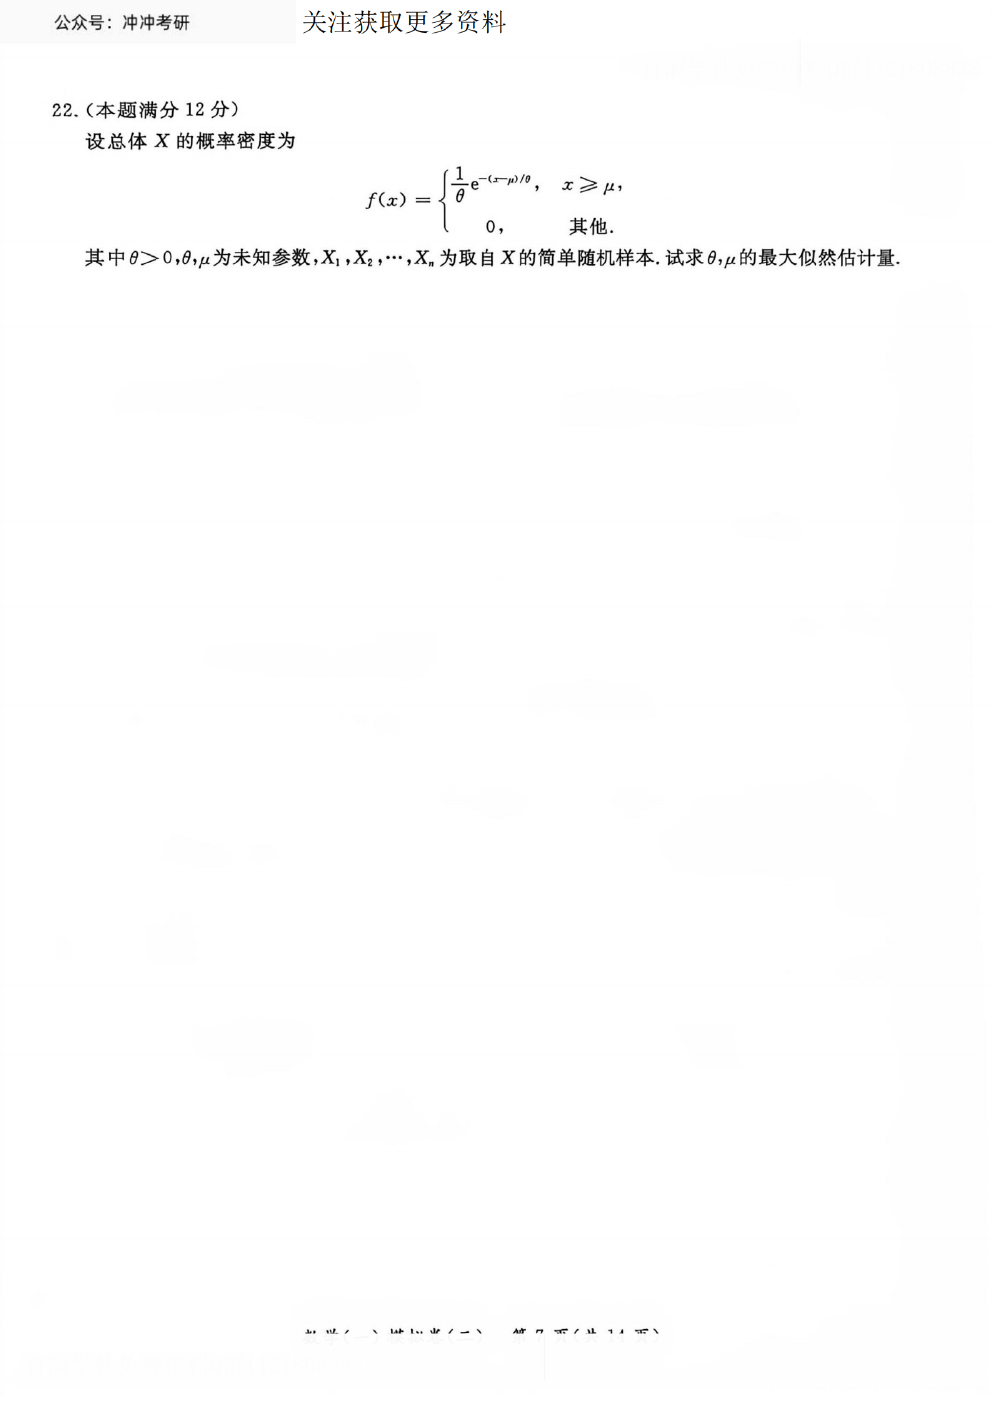 公众号：冲冲考研
关注获取更多资料
22.(本题满分 12 分)
设总体 X 的概率密度为
f(x) = { 1/θ e^{-(x-μ)/θ}, x ≥ μ,
0, 其他.
其中 θ>0,θ,μ为未知参数,X₁,X₂,…,Xₙ 为取自 X 的简单随机样本.试求 θ,μ的最大似然估计量.